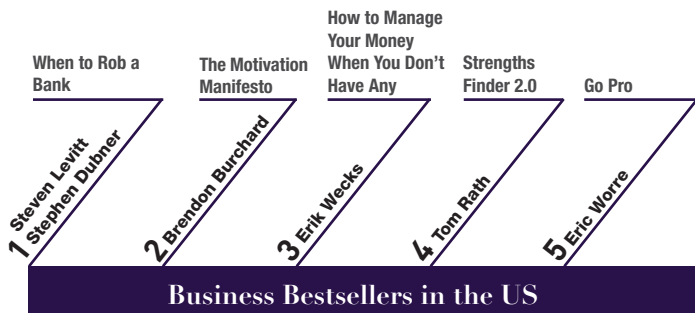 When to Rob a
Bank
1 Steven Levitt
Stephen Dubner
The Motivation
Manifesto
2 Brendon Burchard
How to Manage
Your Money
When You Don't
Have Any
3 Erik Wecks
Strengths
Finder 2.0
4 Tom Rath
Go Pro
5 Eric Worre
Business Bestsellers in the US